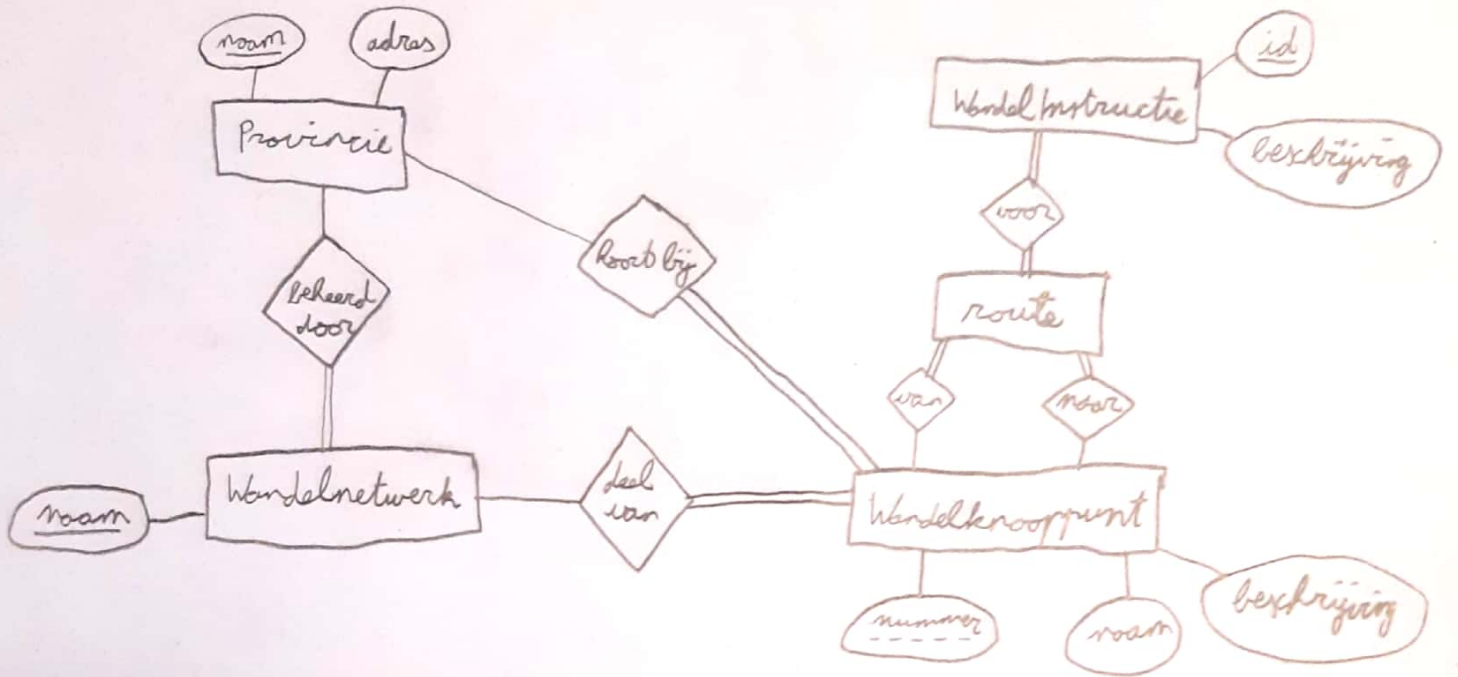 naam
adres
Provincie
id
WandelInstructie
beschrijving
voor
hoort bij
Beheerd
door
route
van
naar
Wandelnetwerk
naam
deel
van
Wandelknooppunt
nummer
naam
beschrijving